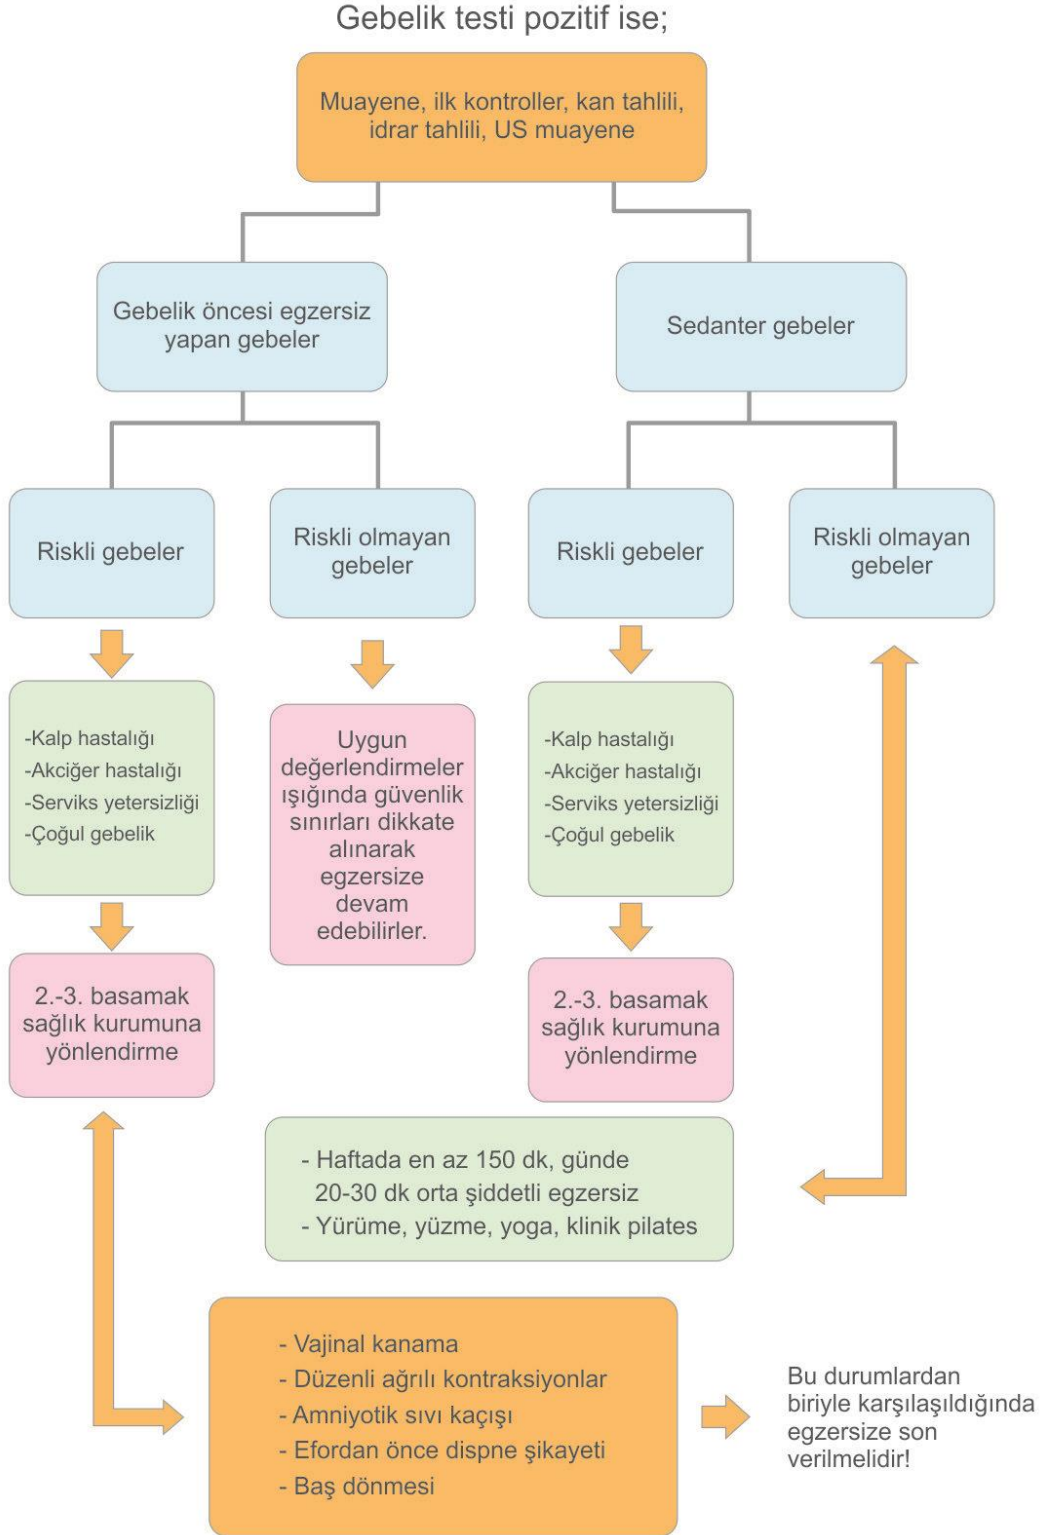 Gebelik testi pozitif ise;
Muayene, ilk kontroller, kan tahlili,
idrar tahlili, US muayene
Gebelik öncesi egzersiz
yapan gebeler
Sedanter gebeler
Riskli gebeler
Riskli olmayan
gebeler
Riskli gebeler
Riskli olmayan
gebeler
-Kalp hastalığı
-Akciğer hastalığı
-Serviks yetersizliği
-Çoğul gebelik
Uygun
değerlendirmeler
ışığında güvenlik
sınırları dikkate
alınarak
egzersize
devam
edebilirler.
-Kalp hastalığı
-Akciğer hastalığı
-Serviks yetersizliği
-Çoğul gebelik
2.-3. basamak
sağlık kurumuna
yönlendirme
2.-3. basamak
sağlık kurumuna
yönlendirme
- Haftada en az 150 dk, günde
20-30 dk orta şiddetli egzersiz
- Yürüme, yüzme, yoga, klinik pilates
- Vajinal kanama
- Düzenli ağrılı kontraksiyonlar
- Amniyotik sıvı kaçışı
- Efordan önce dispne şikayeti
- Baş dönmesi
Bu durumlardan
biriyle karşılaşıldığında
egzersize son
verilmelidir!